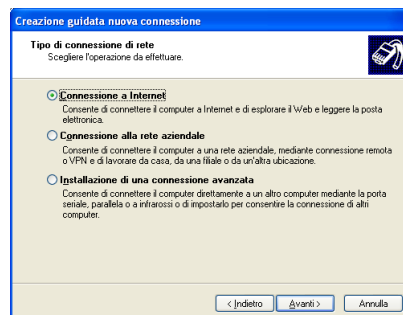 Creazione guidata nuova connessione
Tipo di connessione di rete
Scegliere l'operazione da effettuare.
Connessione a Internet
Consente di connettere il computer a Internet e di esplorare il Web e leggere la posta
elettronica.
Connessione alla rete aziendale
Consente di connettere il computer a una rete aziendale, mediante connessione remota
o VPN e di lavorare da casa, da una filiale o da un'altra ubicazione.
Installazione di una connessione avanzata
Consente di connettere il computer direttamente a un altro computer mediante la porta
seriale, parallela o a infrarossi o di impostarlo per consentire la connessione di altri
computer.
< Indietro Avanti > Annulla